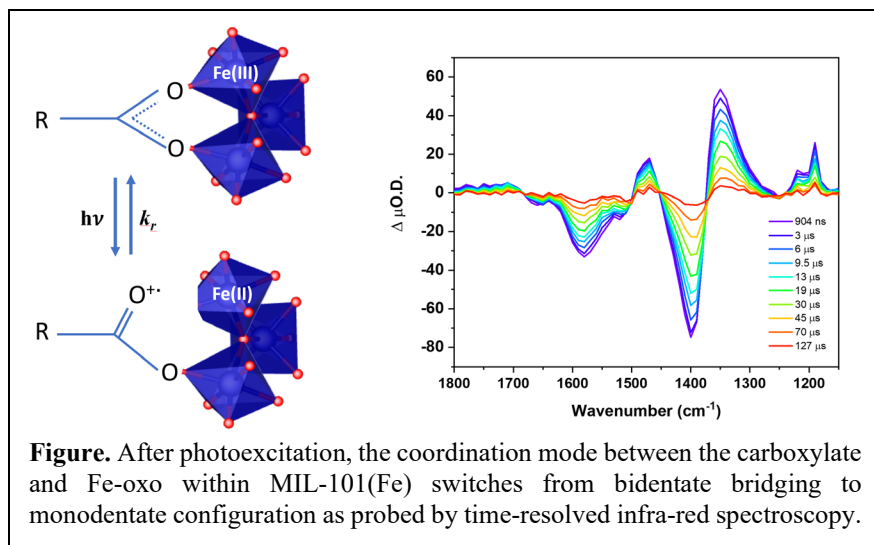 Fe(III)
O
R
O
hν
kᵣ
Fe(II)
O⁺·
R
O
60
40
20
0
-20
-40
-60
-80
Δ μO.D.
904 ns
3 μs
6 μs
9.5 μs
13 μs
19 μs
30 μs
45 μs
70 μs
127 μs
1800 1700 1600 1500 1400 1300 1200
Wavenumber (cm⁻¹)
Figure. After photoexcitation, the coordination mode between the carboxylate
and Fe-oxo within MIL-101(Fe) switches from bidentate bridging to
monodentate configuration as probed by time-resolved infra-red spectroscopy.